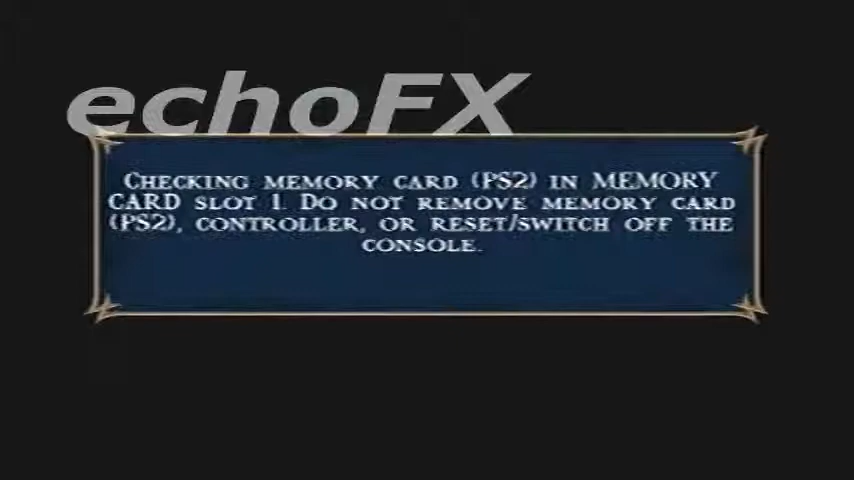 echoFX
Checking memory card (PS2) in MEMORY
CARD slot 1. Do not remove memory card
(PS2), controller, or reset/switch off the
console.